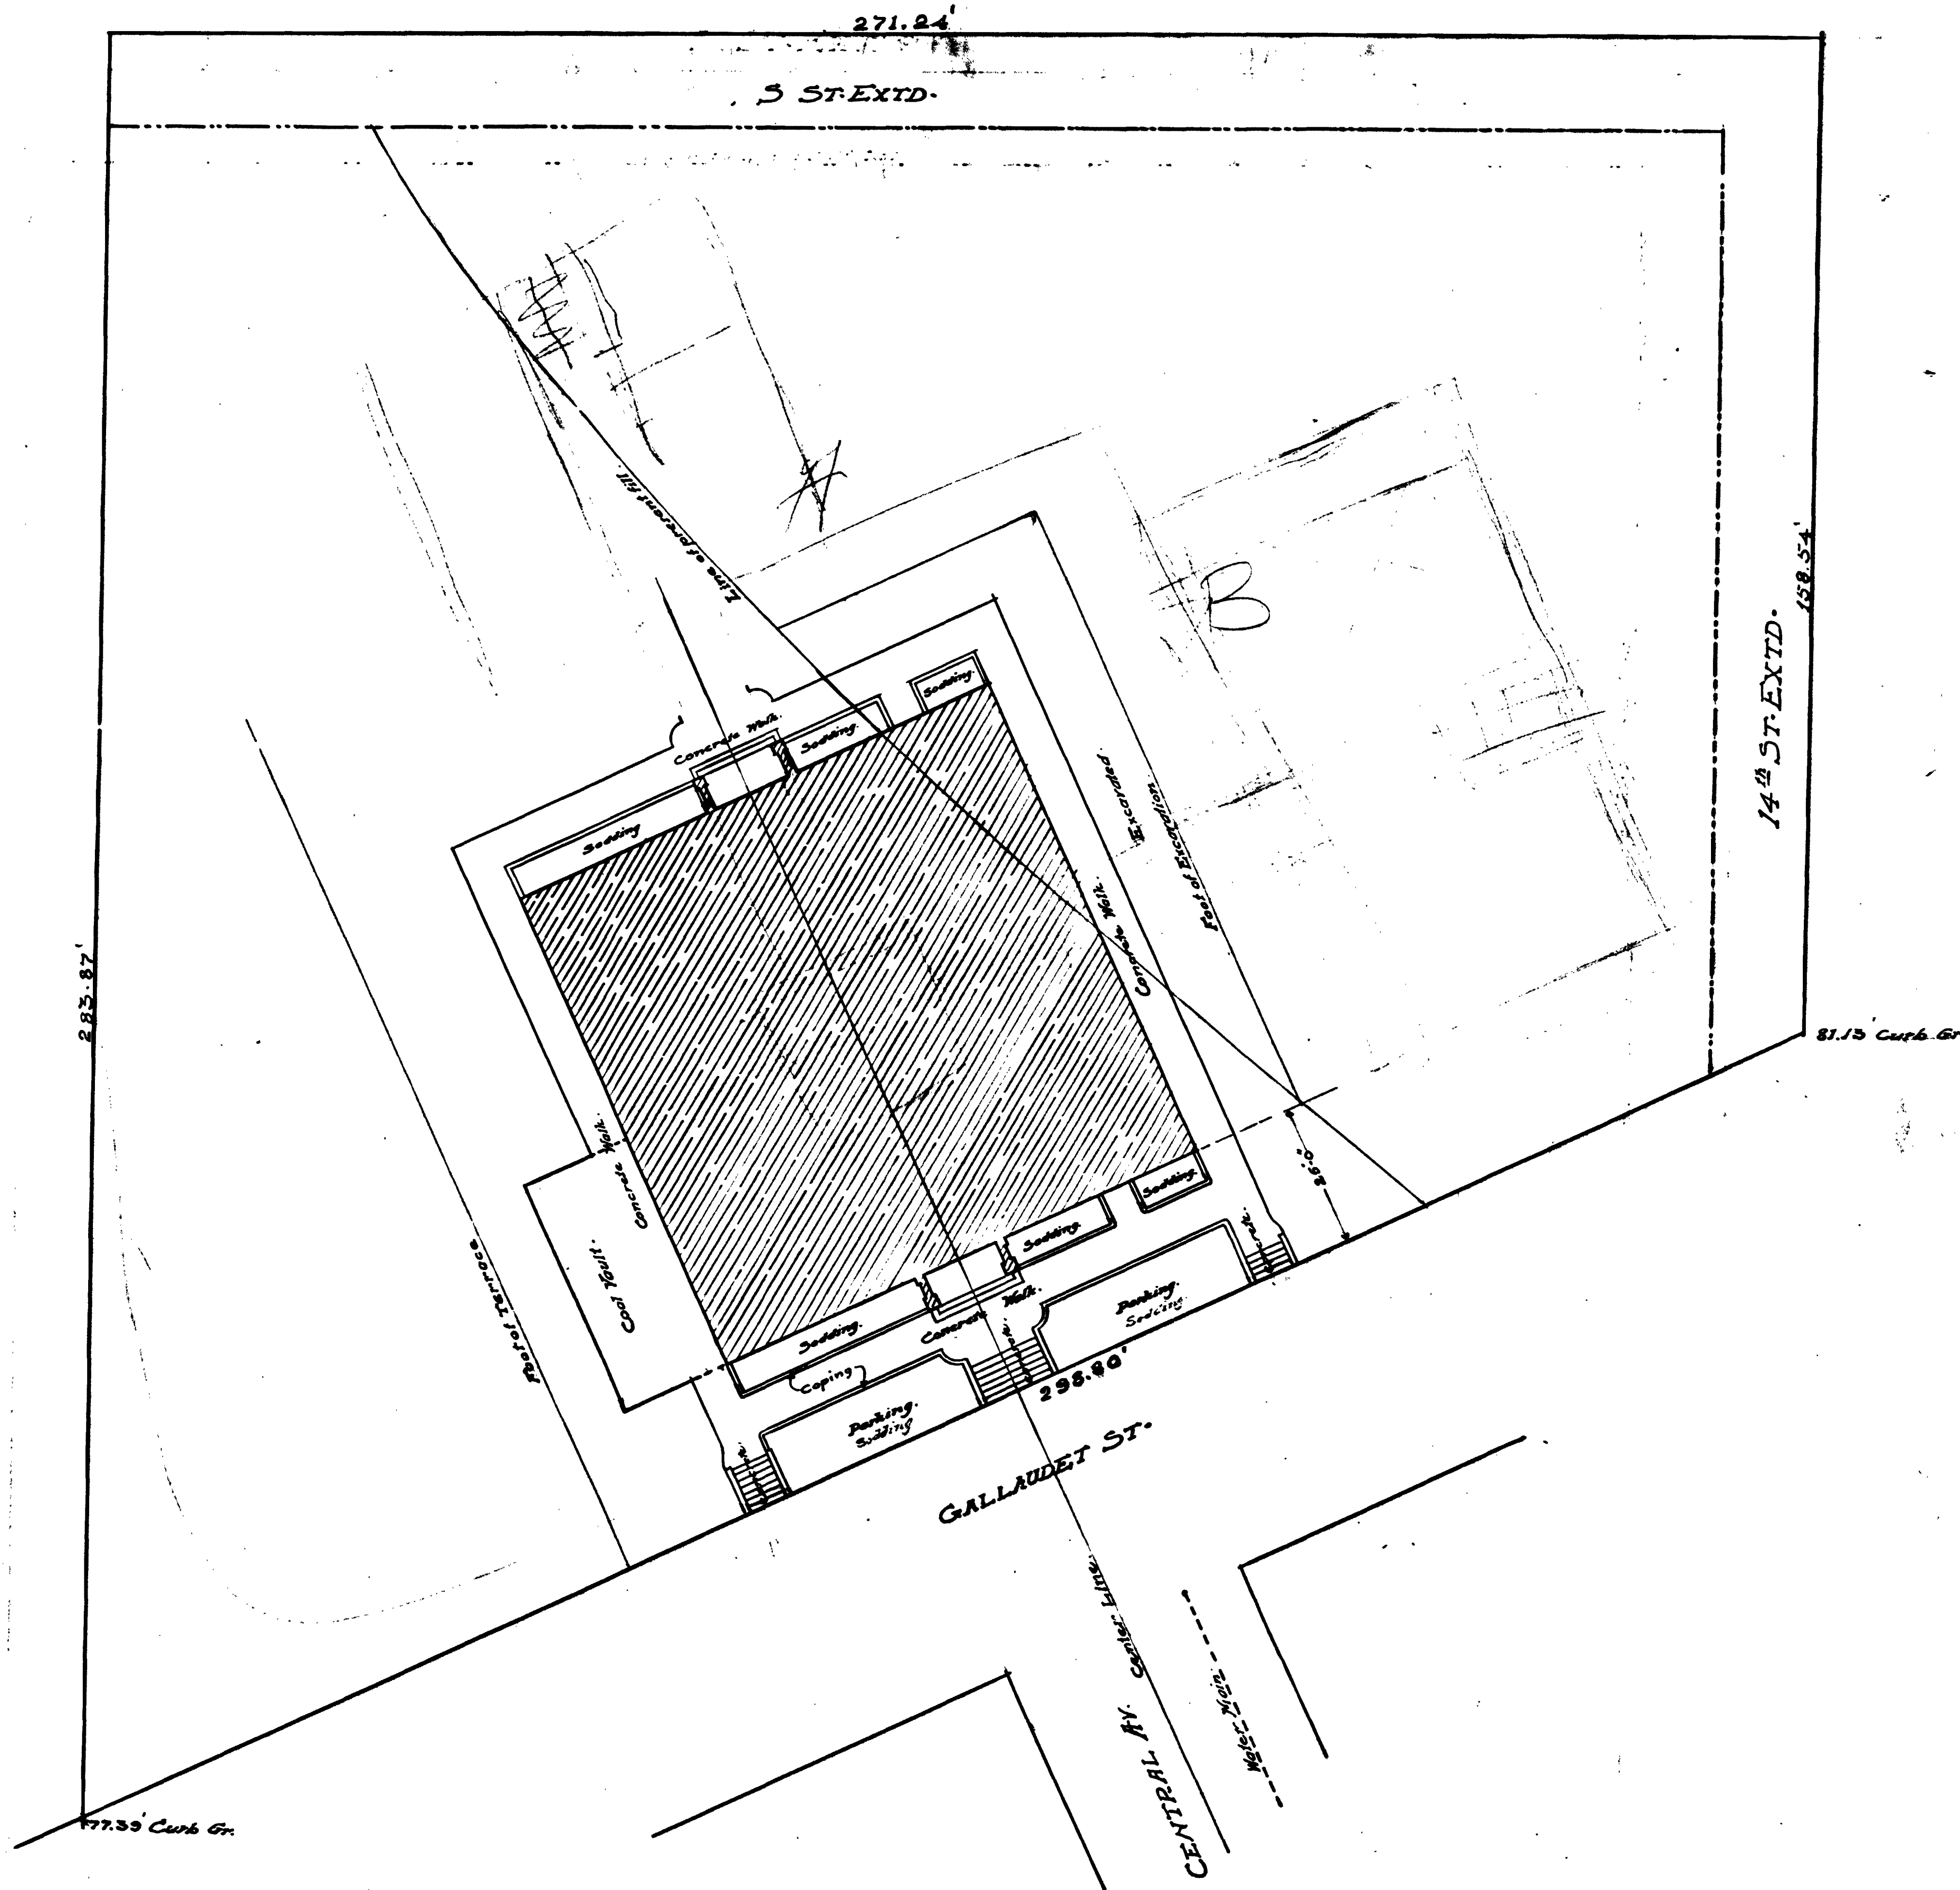 271.24'
S ST. EXTD.
Line of present fill.
B
158.54'
14th ST. EXTD.
Sodding.
Concrete Walk.
Sodding.
Sodding
Excavated.
Foot of Excavation
Concrete Walk.
283.87'
81.13' Curb Gr
Concrete Walk.
Coal Vault.
Foot of Terrace
26'-0"
Sodding.
Sodding.
Sodding.
Concrete Walk.
Coping
Parking.
Sodding.
Parking.
Sodding
298.80'
GALLAUDET ST.
Center Line.
CENTRAL AV.
Water Main.
77.39' Curb Gr.